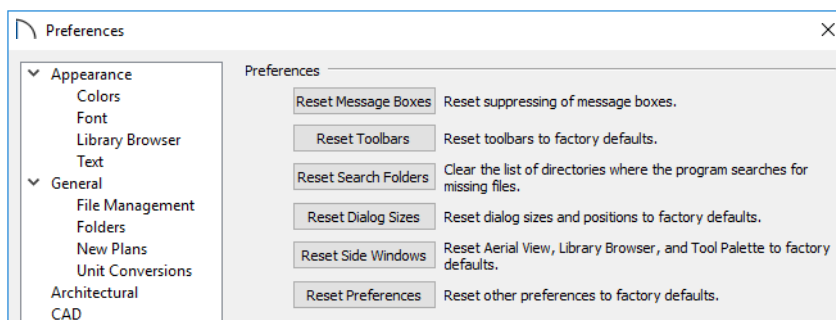 Preferences
Appearance
Colors
Font
Library Browser
Text
General
File Management
Folders
New Plans
Unit Conversions
Architectural
CAD
Preferences
Reset Message Boxes Reset suppressing of message boxes.
Reset Toolbars Reset toolbars to factory defaults.
Reset Search Folders Clear the list of directories where the program searches for
missing files.
Reset Dialog Sizes Reset dialog sizes and positions to factory defaults.
Reset Side Windows Reset Aerial View, Library Browser, and Tool Palette to factory
defaults.
Reset Preferences Reset other preferences to factory defaults.